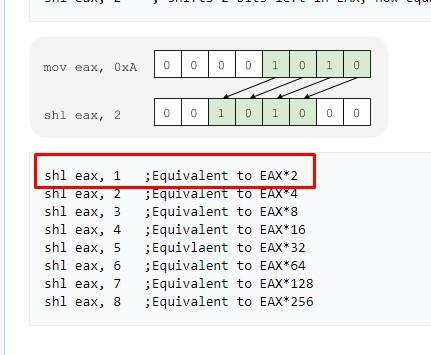 mov eax, 0xA 0 0 0 0 1 0 1 0
shl eax, 2 0 0 1 0 1 0 0 0
shl eax, 1 ;Equivalent to EAX*2
shl eax, 2 ;Equivalent to EAX*4
shl eax, 3 ;Equivalent to EAX*8
shl eax, 4 ;Equivalent to EAX*16
shl eax, 5 ;Equivlaent to EAX*32
shl eax, 6 ;Equivalent to EAX*64
shl eax, 7 ;Equivalent to EAX*128
shl eax, 8 ;Equivalent to EAX*256